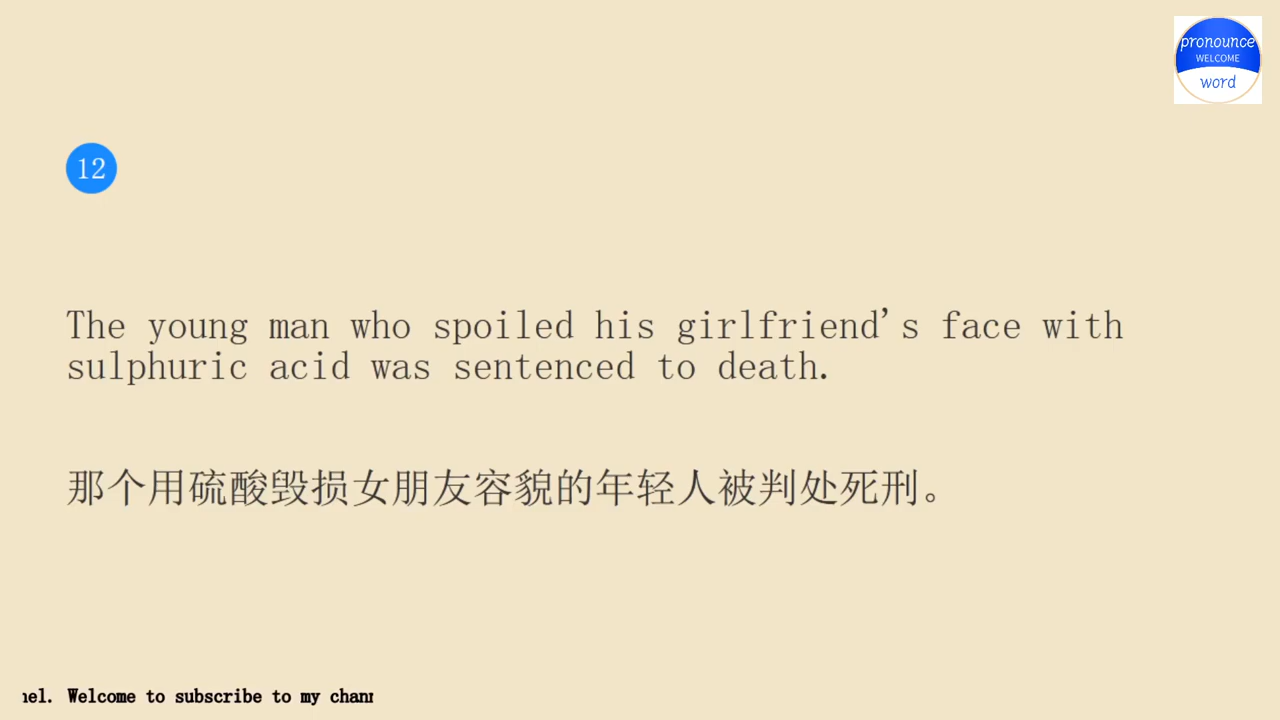 pronounce
WELCOME
word
12
The young man who spoiled his girlfriend's face with
sulphuric acid was sentenced to death.
那个用硫酸毁损女朋友容貌的年轻人被判处死刑。
nel. Welcome to subscribe to my chann